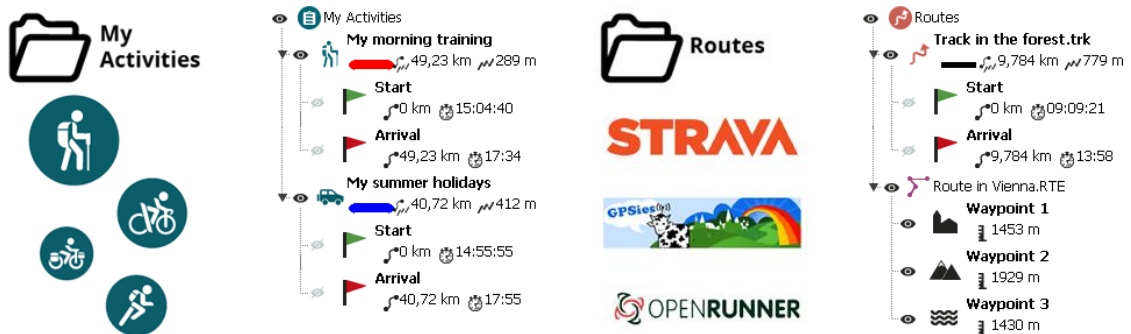 My
Activities
My Activities
My morning training
49,23 km 289 m
Start
0 km 15:04:40
Arrival
49,23 km 17:34
My summer holidays
40,72 km 412 m
Start
0 km 14:55:55
Arrival
40,72 km 17:55
Routes
STRAVA
GPSies
OPENRUNNER
Routes
Track in the forest.trk
9,784 km 779 m
Start
0 km 09:09:21
Arrival
9,784 km 13:58
Route in Vienna.RTE
Waypoint 1
1453 m
Waypoint 2
1929 m
Waypoint 3
1430 m